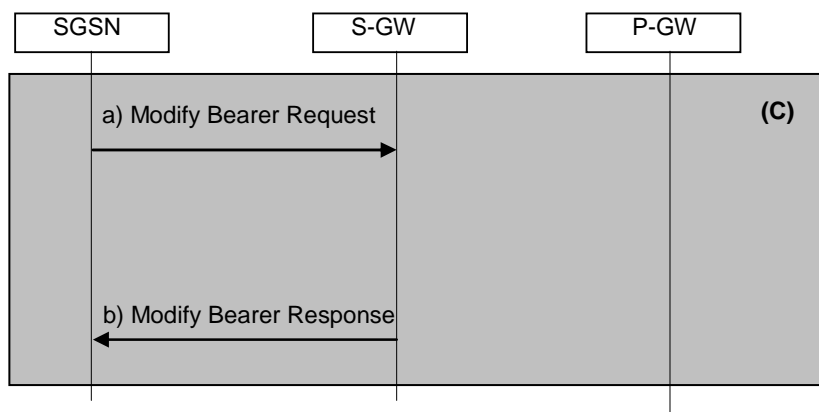 SGSN
S-GW
P-GW
(C)
a) Modify Bearer Request
b) Modify Bearer Response